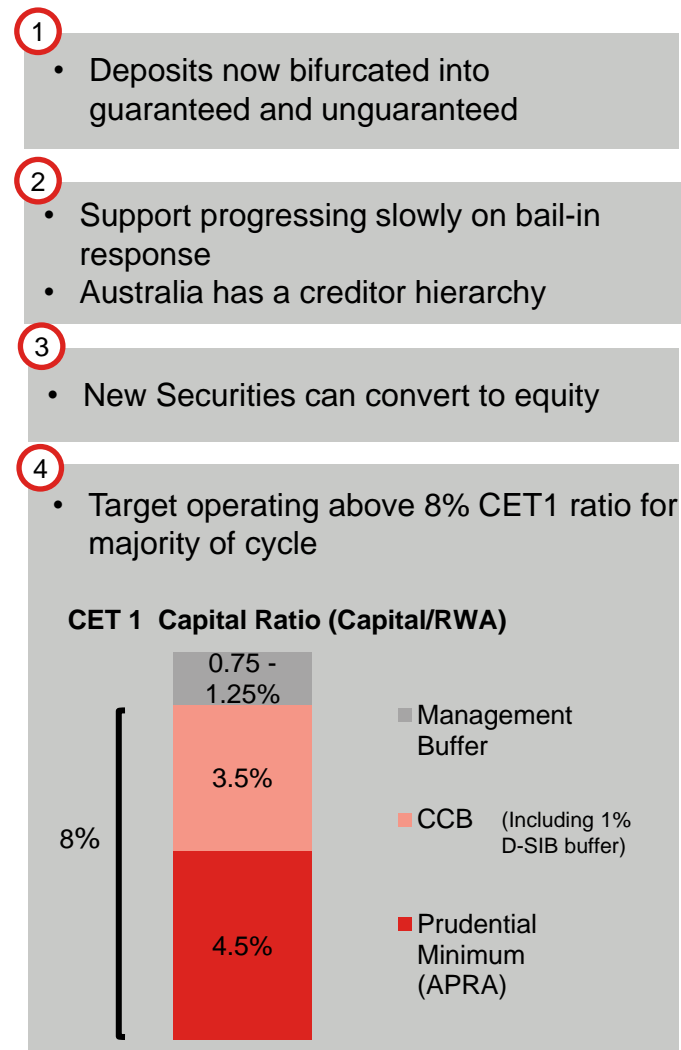 1
• Deposits now bifurcated into
guaranteed and unguaranteed
2
• Support progressing slowly on bail-in
response
• Australia has a creditor hierarchy
3
• New Securities can convert to equity
4
• Target operating above 8% CET1 ratio for
majority of cycle
CET 1 Capital Ratio (Capital/RWA)
0.75 -
1.25%
Management
Buffer
3.5%
CCB (Including 1%
D-SIB buffer)
8%
4.5%
Prudential
Minimum
(APRA)